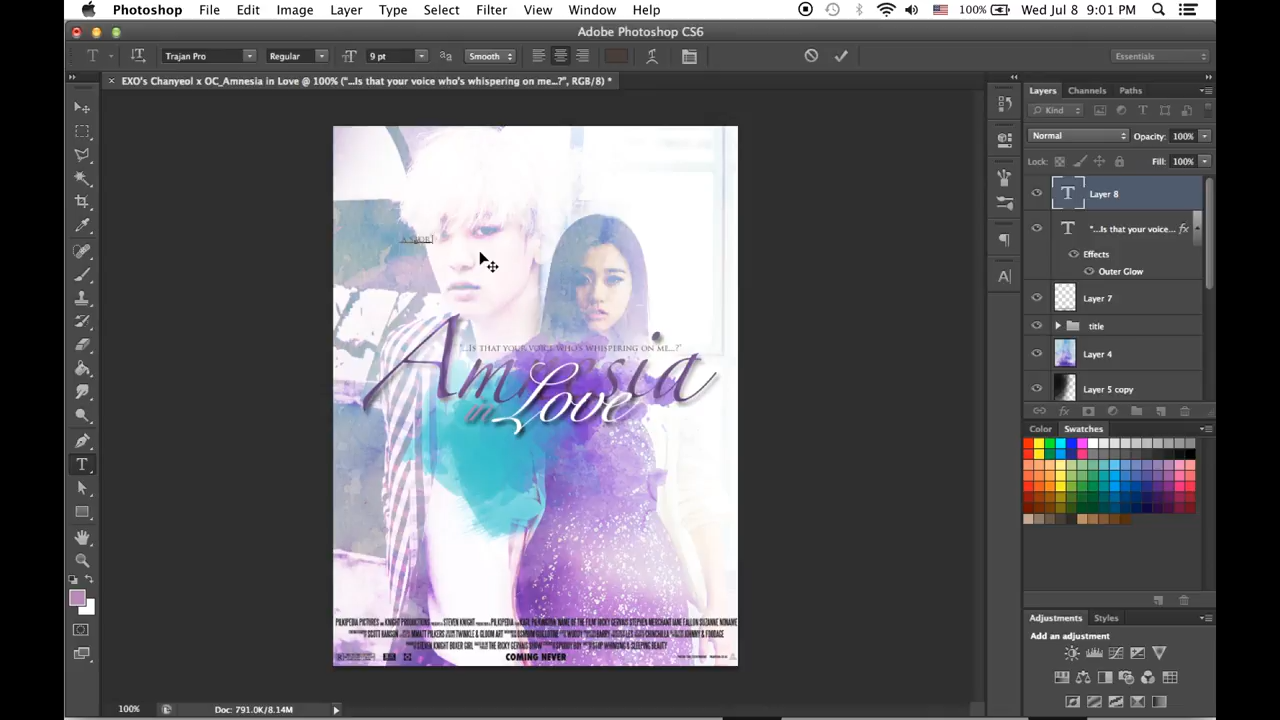 Photoshop File Edit Image Layer Type Select Filter View Window Help 100% Wed Jul 8 9:01 PM
Adobe Photoshop CS6
T Trajan Pro Regular 9 pt aa Smooth Essentials
× EXO's Chanyeol x OC_Amnesia in Love @ 100% ("...Is that your voice who's whispering on me...?", RGB/8) *
Layers Channels Paths
Kind
Normal Opacity: 100%
Lock: Fill: 100%
T Layer 8
T "...Is that your voice... fx
Effects
Outer Glow
Layer 7
title
Layer 4
Layer 5 copy
Color Swatches
Adjustments Styles
Add an adjustment
"...Is that your voice who's whispering on me...?"
Amnesia
in Love
COMING NEVER
100% Doc: 791.0K/8.14M